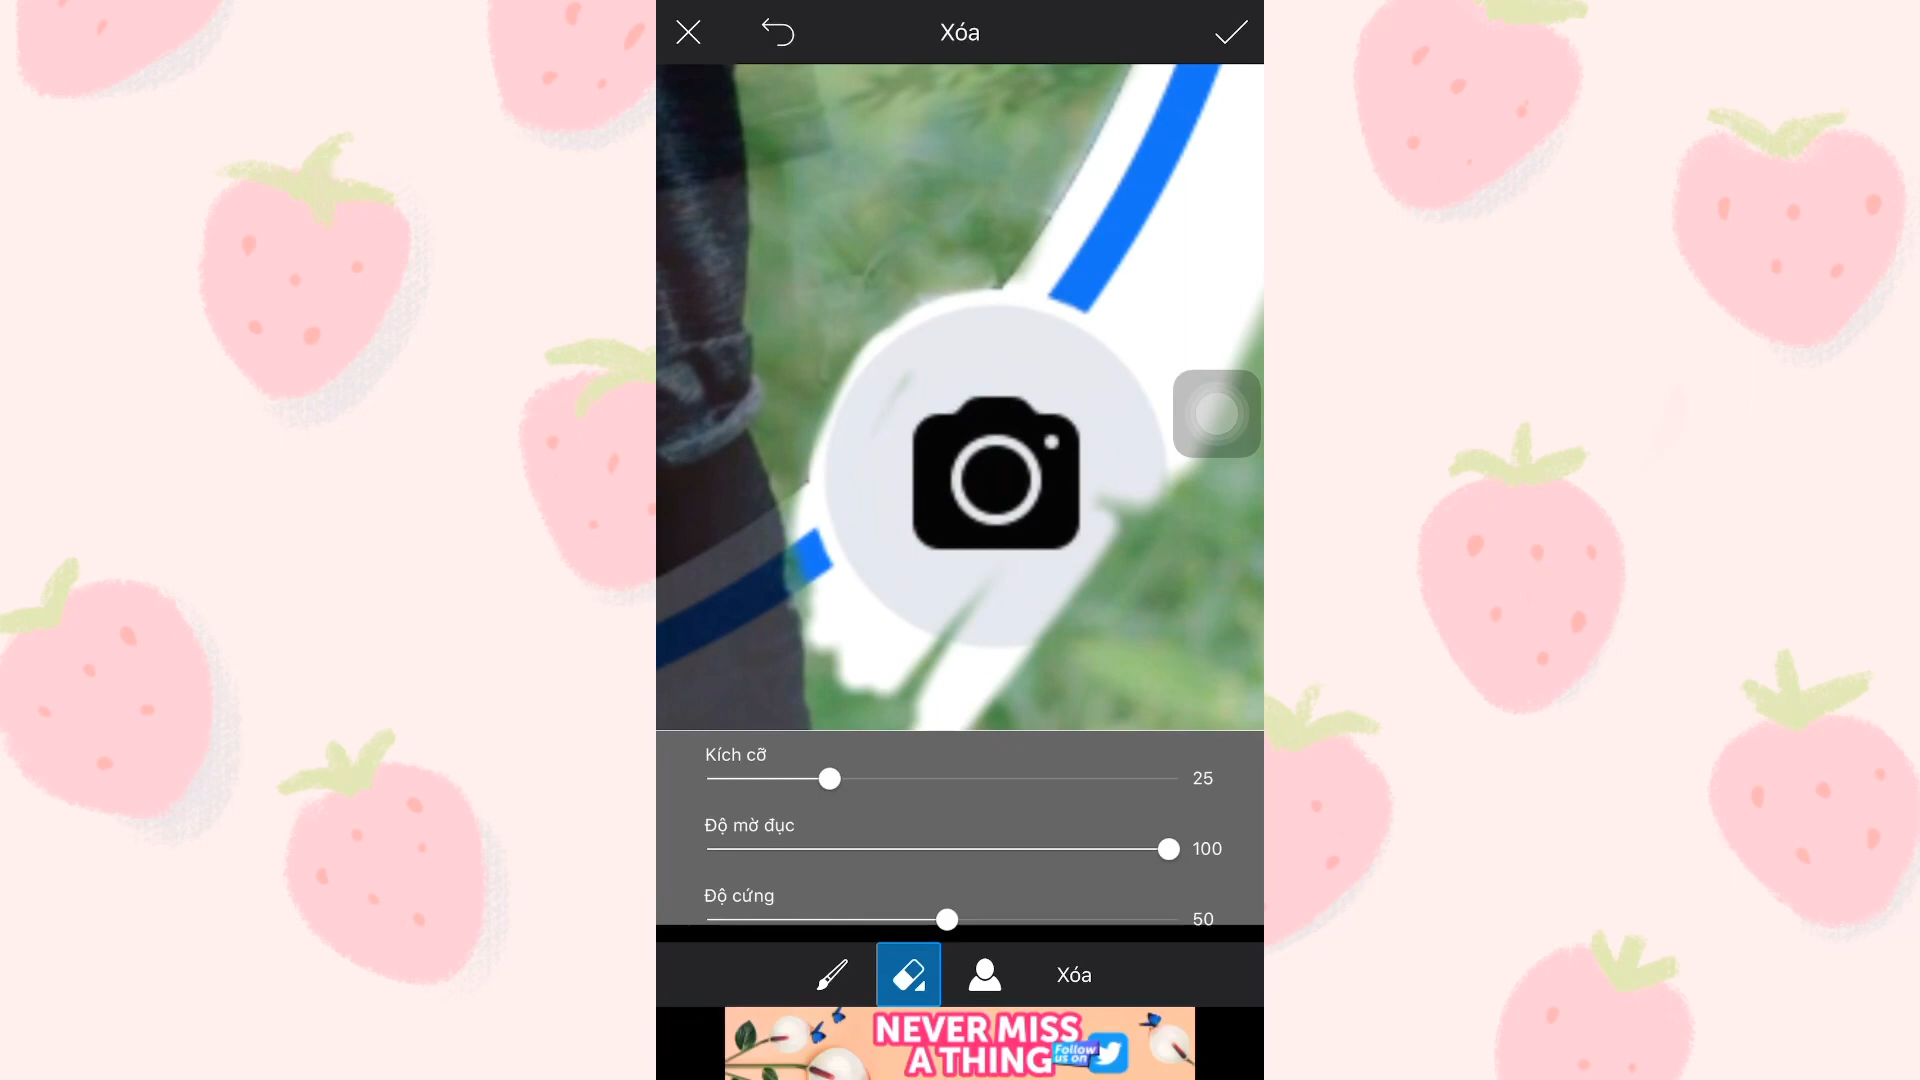 Xóa
Kích cỡ
25
Độ mờ đục
100
Độ cứng
50
Xóa
NEVER MISS
A THING
Follow
us on